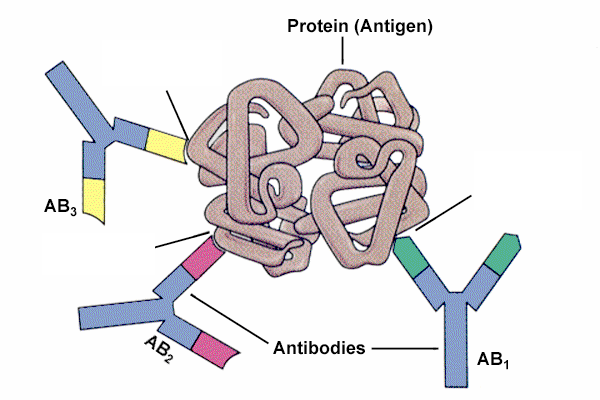 Protein (Antigen)
AB3
AB2
Antibodies
AB1